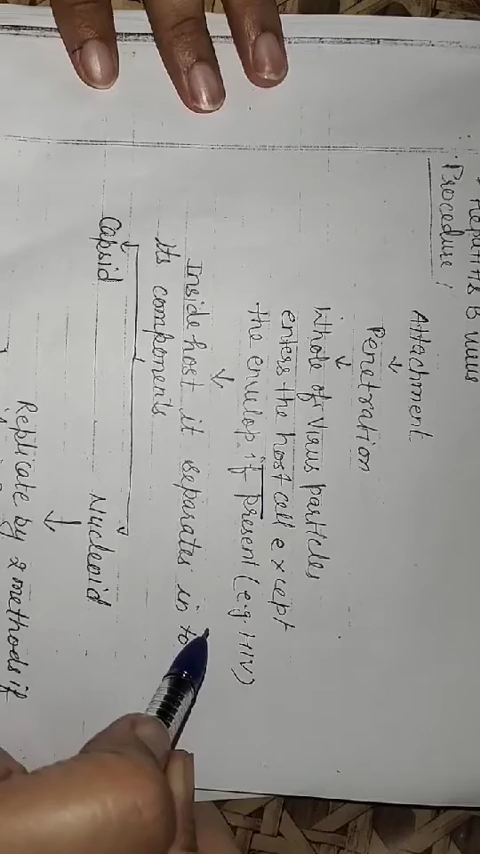 Hepatitis B virus
Procedure:
Attachment
↓
Penetration
↓
Whole of Virus particles
enters the host cell except
the envelop if present (e.g. HIV)
↓
Inside host it separates in to
its components
Capsid Nucleoid
↓
Replicate by 2 methods if